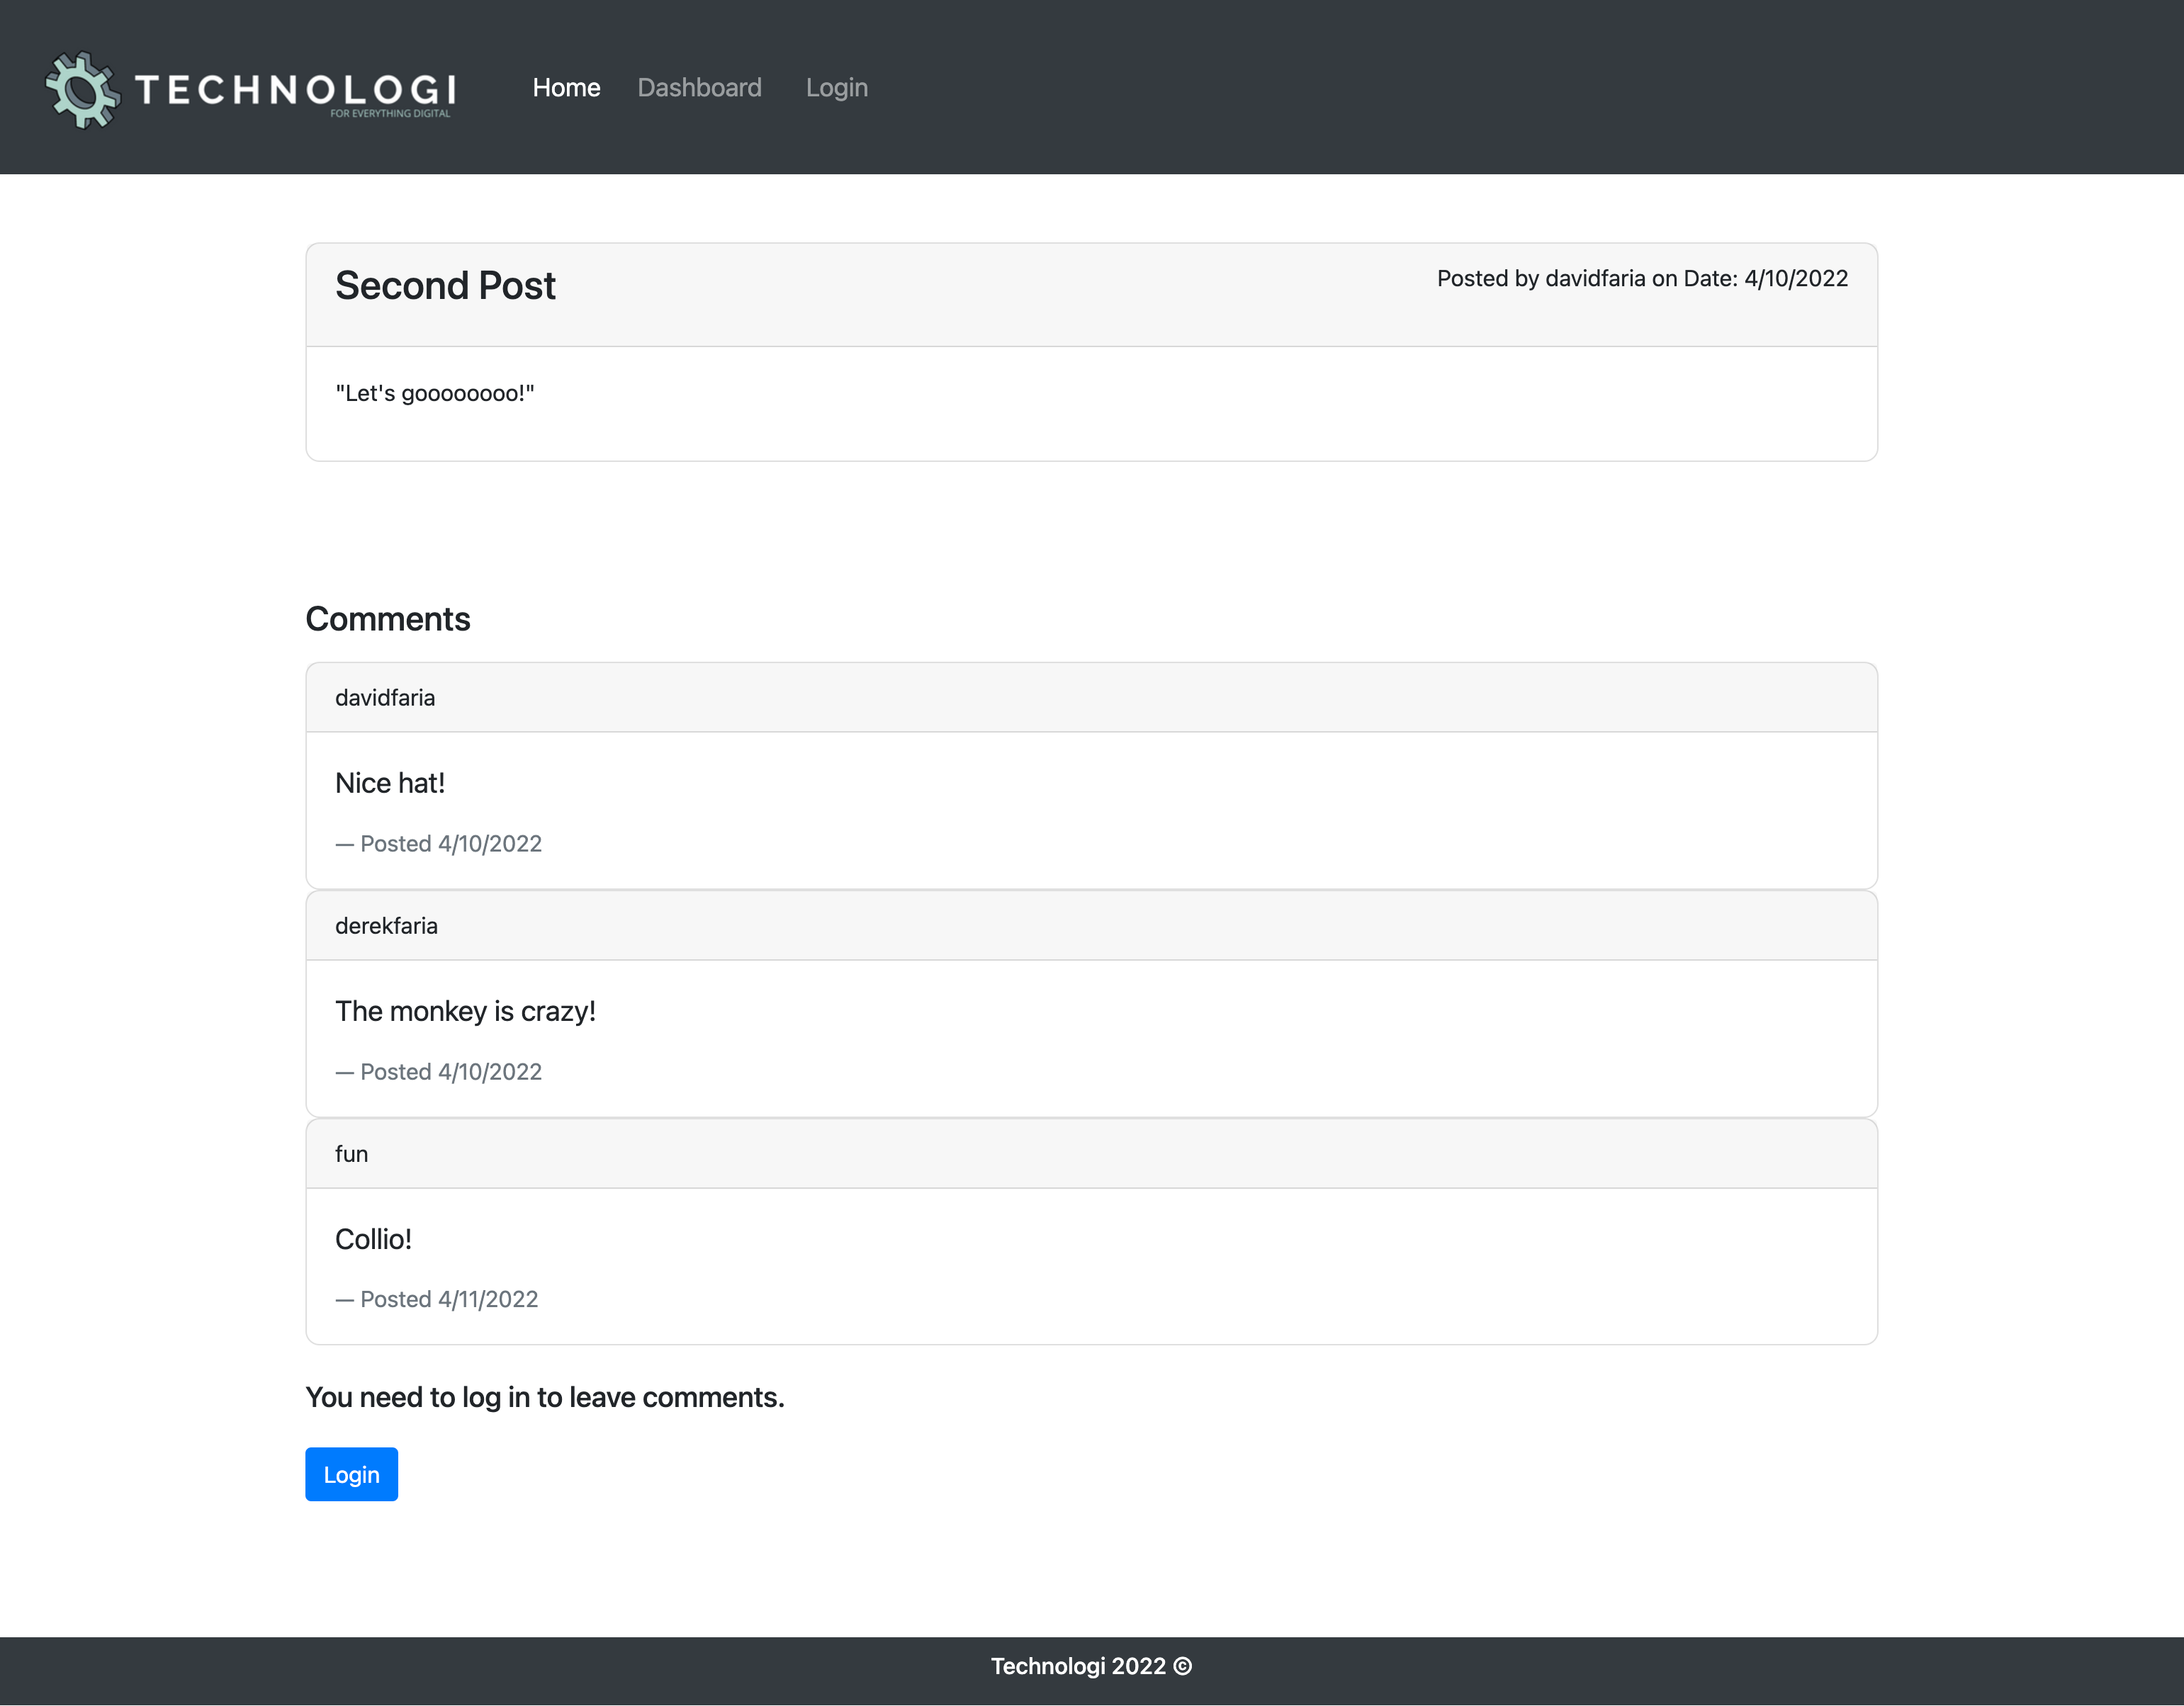 TECHNOLOGI
FOR EVERYTHING DIGITAL
Home Dashboard Login
Second Post
Posted by davidfaria on Date: 4/10/2022
"Let's goooooooo!"
Comments
davidfaria
Nice hat!
— Posted 4/10/2022
derekfaria
The monkey is crazy!
— Posted 4/10/2022
fun
Collio!
— Posted 4/11/2022
You need to log in to leave comments.
Login
Technologi 2022 ©